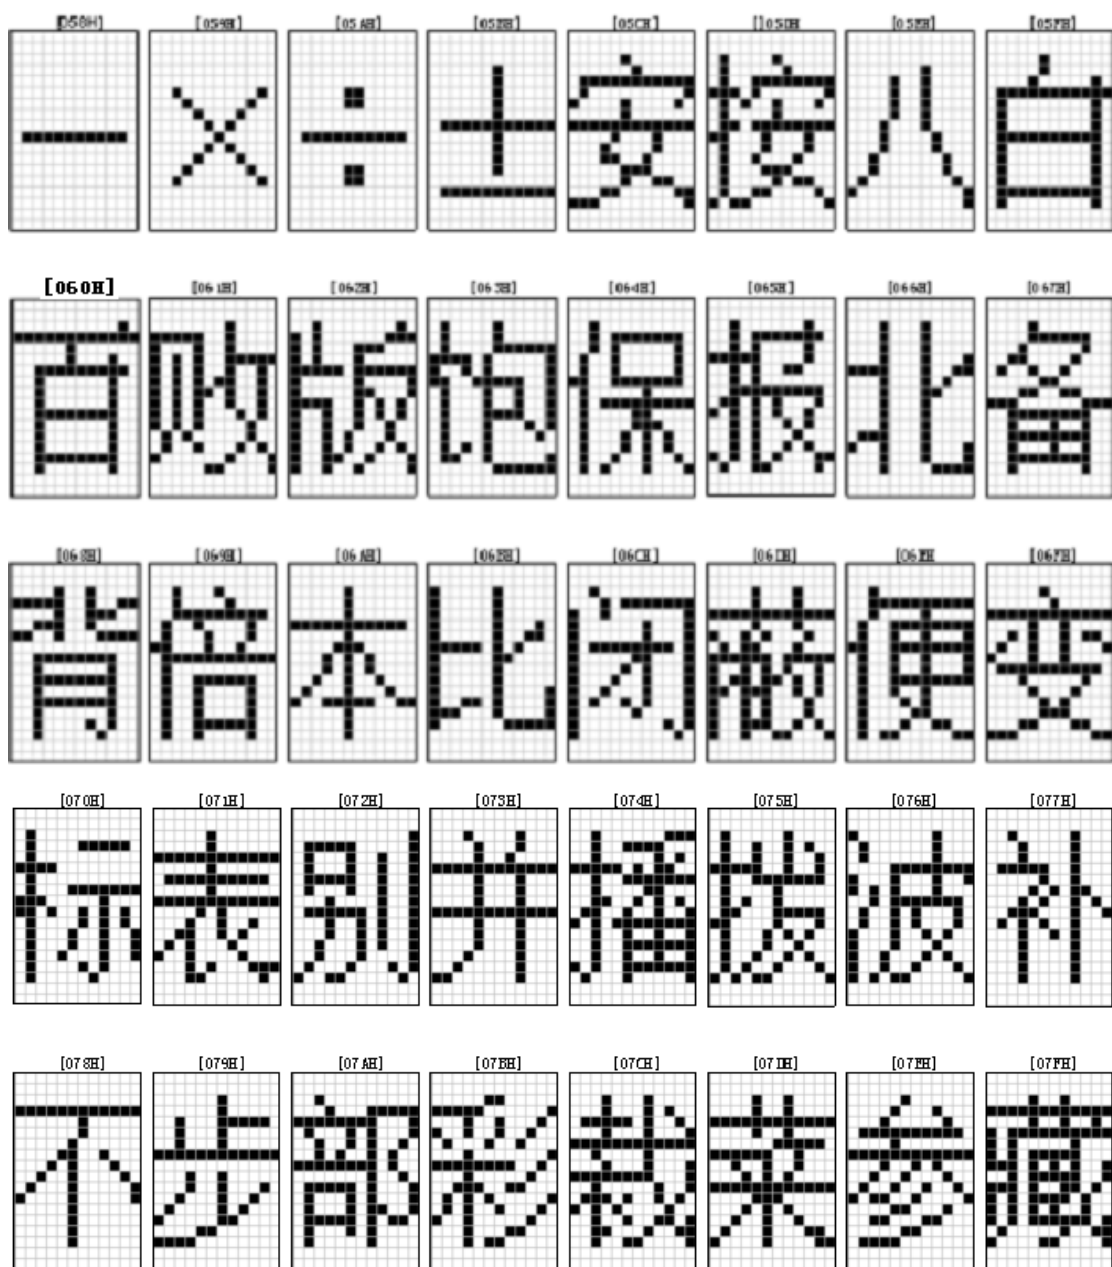 [058H] [059H] [05AH] [05BH] [05CH] []05DH [05EH] [05FH]
— × ÷ ± 安 按 八 白
[060H] [061H] [062H] [063H] [064H] [065H] [066H] [067H]
百 败 版 饱 保 报 北 备
[068H] [069H] [06AH] [06BH] [06CH] [06DH] [06EH [06FH]
背 倍 本 比 闭 蔽 便 变
[070H] [071H] [072H] [073H] [074H] [075H] [076H] [077H]
标 表 别 并 播 拨 波 补
[078H] [079H] [07AH] [07BH] [07CH] [07DH] [07EH] [07FH]
不 步 部 彩 裁 菜 参 藏